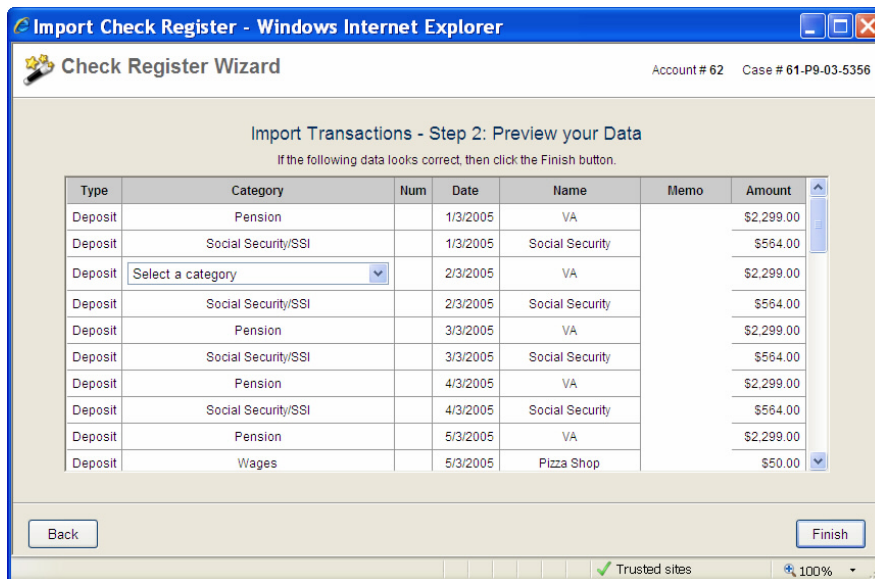 Import Check Register - Windows Internet Explorer
Check Register Wizard Account # 62 Case # 61-P9-03-5356
Import Transactions - Step 2: Preview your Data
If the following data looks correct, then click the Finish button.
Type Category Num Date Name Memo Amount
Deposit Pension 1/3/2005 VA $2,299.00
Deposit Social Security/SSI 1/3/2005 Social Security $564.00
Deposit Select a category 2/3/2005 VA $2,299.00
Deposit Social Security/SSI 2/3/2005 Social Security $564.00
Deposit Pension 3/3/2005 VA $2,299.00
Deposit Social Security/SSI 3/3/2005 Social Security $564.00
Deposit Pension 4/3/2005 VA $2,299.00
Deposit Social Security/SSI 4/3/2005 Social Security $564.00
Deposit Pension 5/3/2005 VA $2,299.00
Deposit Wages 5/3/2005 Pizza Shop $50.00
Back Finish
Trusted sites 100%